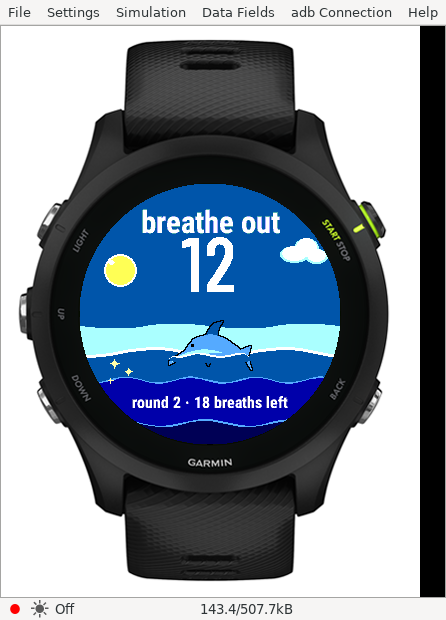 File Settings Simulation Data Fields adb Connection Help
breathe out
12
LIGHT
START STOP
UP
DOWN
BACK
round 2 · 18 breaths left
GARMIN
Off 143.4/507.7kB